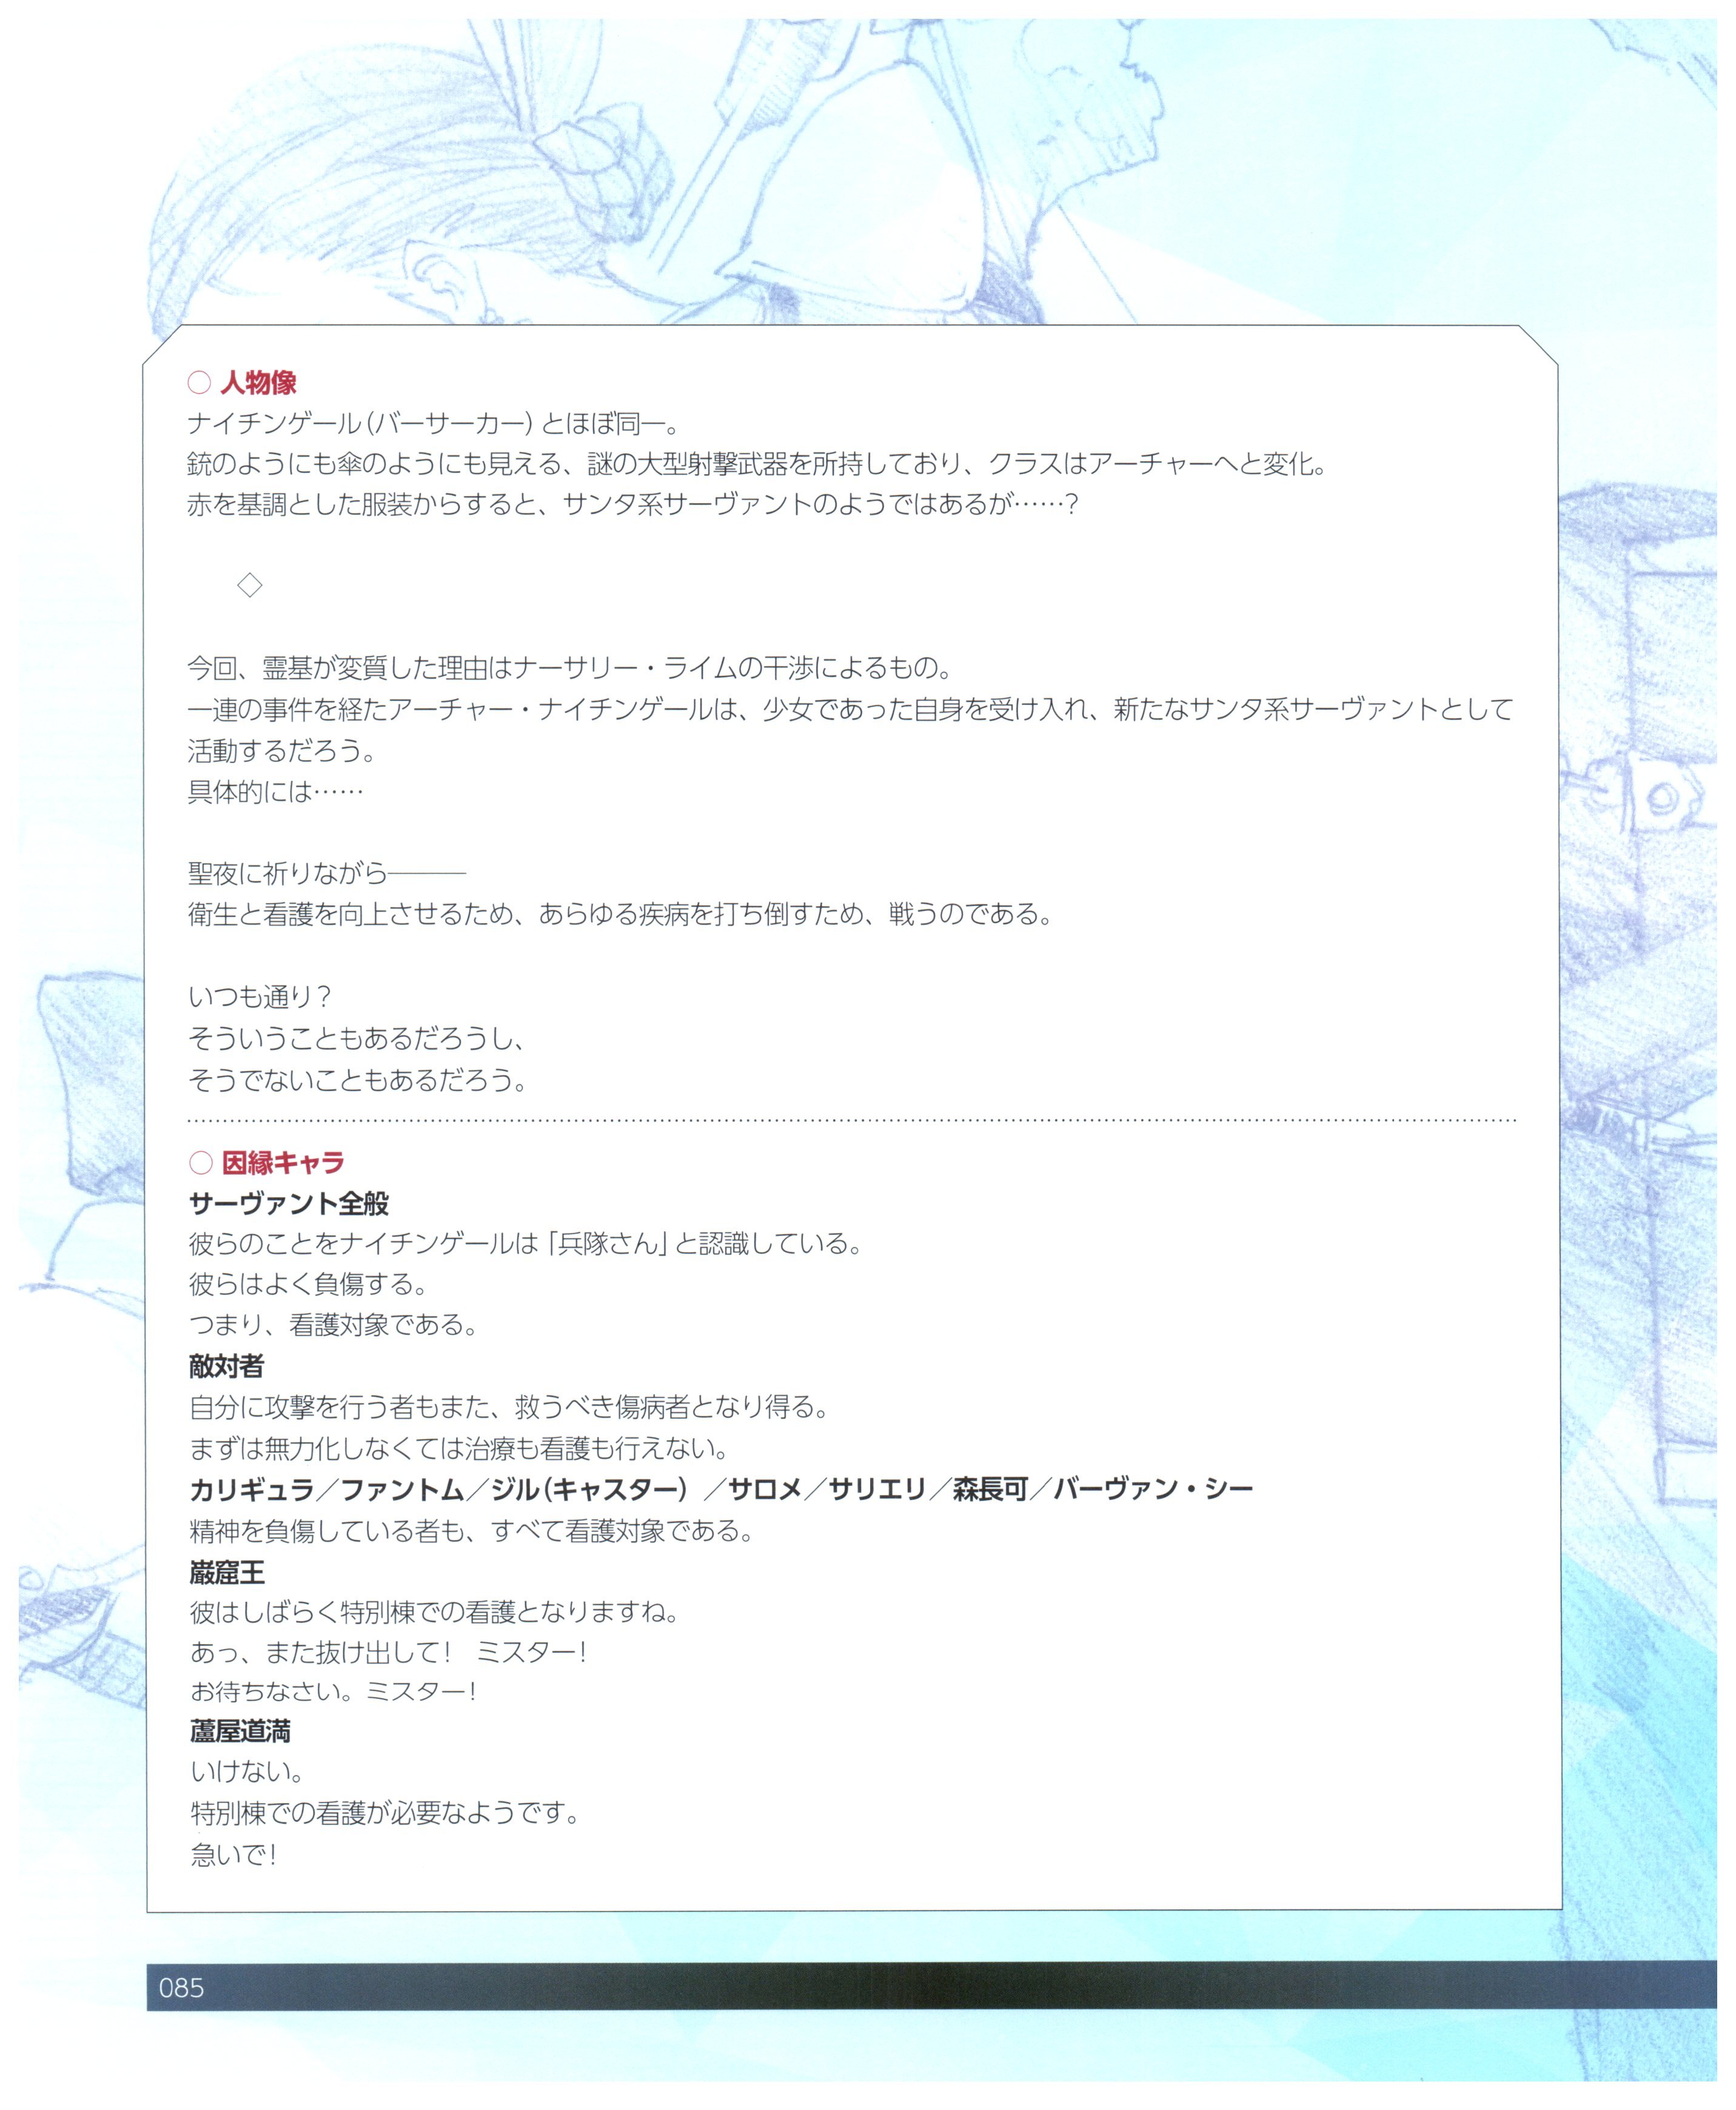 ○ 人物像
ナイチンゲール(バーサーカー)とほぼ同一。
銃のようにも傘のようにも見える、謎の大型射撃武器を所持しており、クラスはアーチャーへと変化。
赤を基調とした服装からすると、サンタ系サーヴァントのようではあるが……?
◇
今回、霊基が変質した理由はナーサリー・ライムの干渉によるもの。
一連の事件を経たアーチャー・ナイチンゲールは、少女であった自身を受け入れ、新たなサンタ系サーヴァントとして
活動するだろう。
具体的には……
聖夜に祈りながら―――
衛生と看護を向上させるため、あらゆる疾病を打ち倒すため、戦うのである。
いつも通り?
そういうこともあるだろうし、
そうでないこともあるだろう。
○ 因縁キャラ
サーヴァント全般
彼らのことをナイチンゲールは「兵隊さん」と認識している。
彼らはよく負傷する。
つまり、看護対象である。
敵対者
自分に攻撃を行う者もまた、救うべき傷病者となり得る。
まずは無力化しなくては治療も看護も行えない。
カリギュラ/ファントム/ジル(キャスター)/サロメ/サリエリ/森長可/バーヴァン・シー
精神を負傷している者も、すべて看護対象である。
巌窟王
彼はしばらく特別棟での看護となりますね。
あっ、また抜け出して! ミスター!
お待ちなさい。ミスター!
蘆屋道満
いけない。
特別棟での看護が必要なようです。
急いで!
085